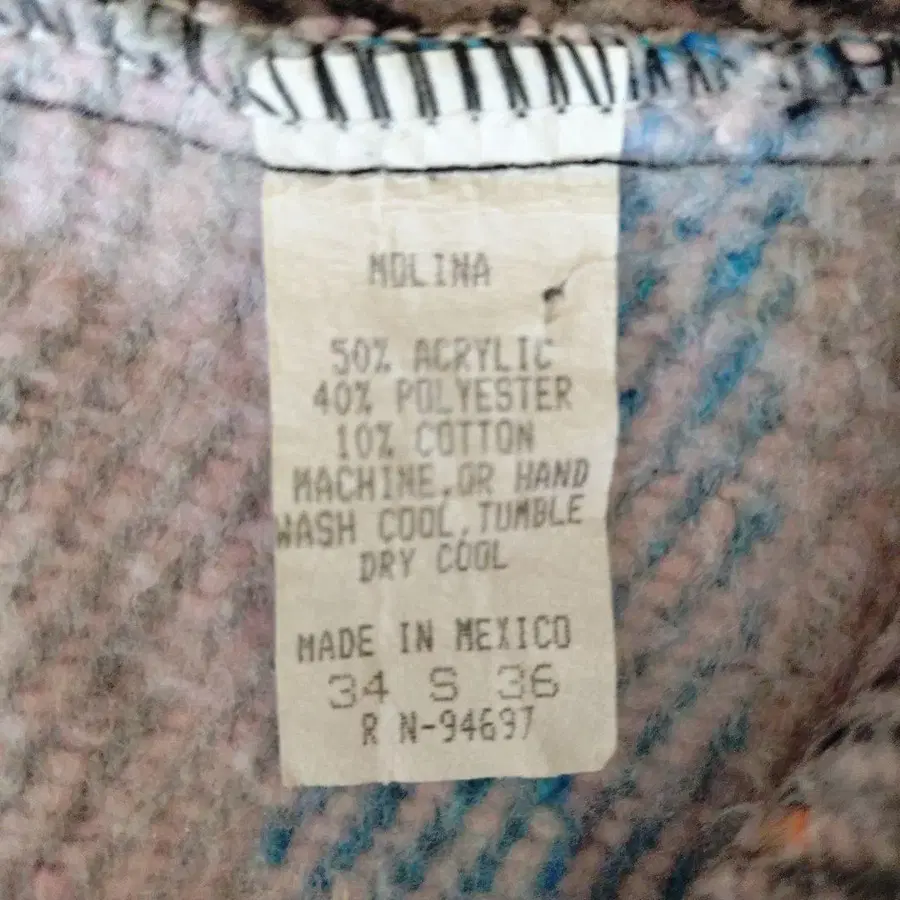 MOLINA
50% ACRYLIC
40% POLYESTER
10% COTTON
MACHINE,OR HAND
WASH COOL,TUMBLE
DRY COOL
MADE IN MEXICO
34 S 36
R N-94697